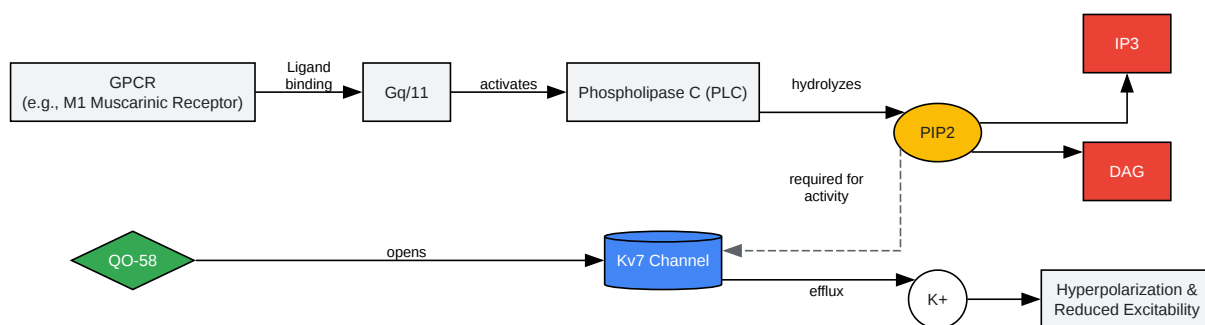 IP3
GPCR
(e.g., M1 Muscarinic Receptor)
Ligand
binding
Gq/11
activates
Phospholipase C (PLC)
hydrolyzes
PIP2
DAG
required for
activity
QO-58
opens
Kv7 Channel
efflux
K+
Hyperpolarization &
Reduced Excitability